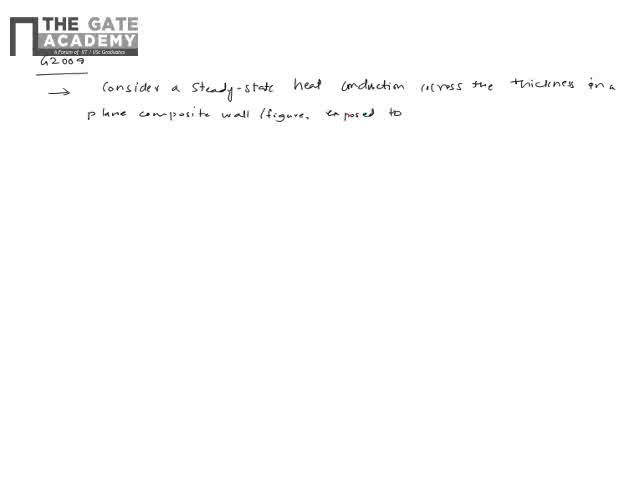 THE GATE
ACADEMY
A Forum of IIT / IISc Graduates
G2009
→ Consider a steady-state heat conduction across the thickness in a
plane composite wall (figure, exposed to